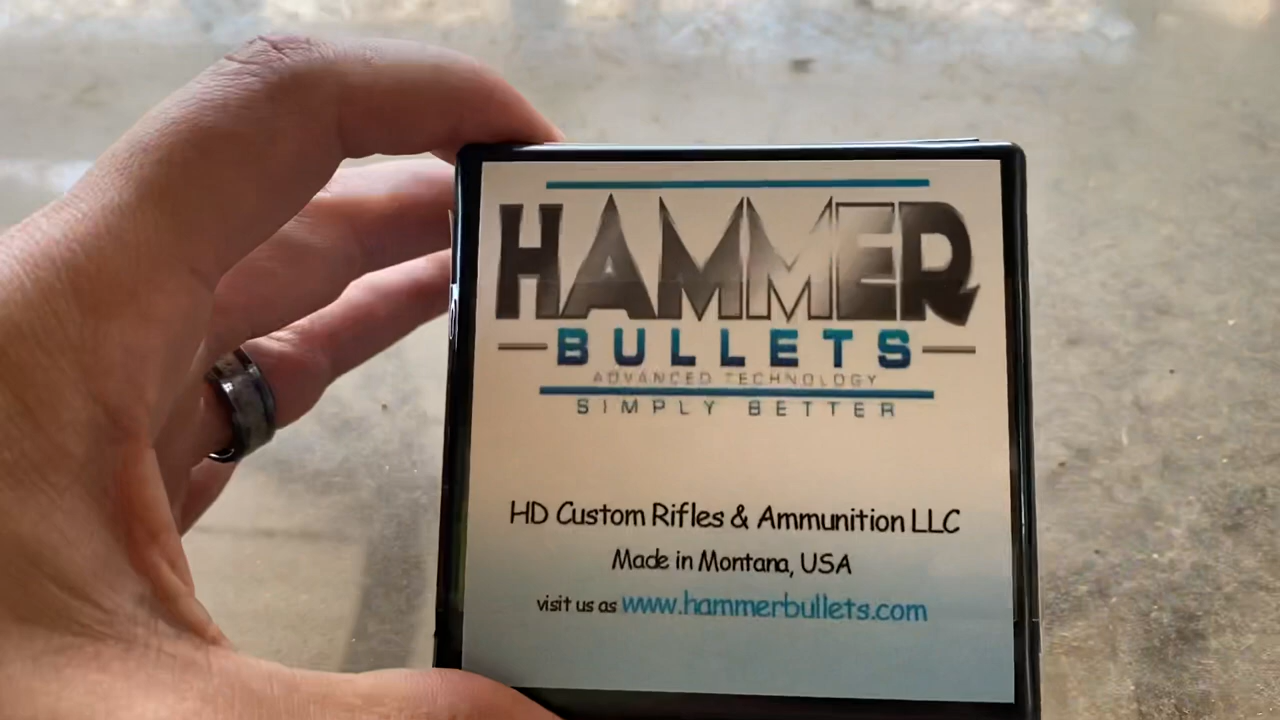 HAMMER
BULLETS
ADVANCED TECHNOLOGY
SIMPLY BETTER
HD Custom Rifles & Ammunition LLC
Made in Montana, USA
visit us as www.hammerbullets.com